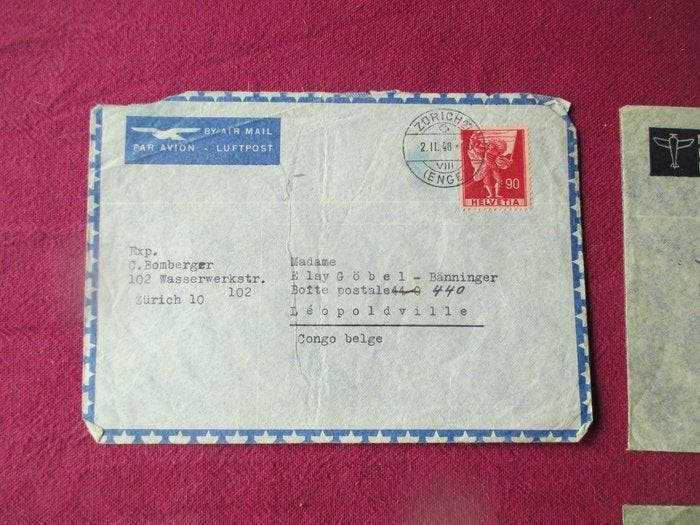 BY AIR MAIL
PAR AVION - LUFTPOST
ZÜRICH
2.II.48
VIII
(ENGE)
90
HELVETIA
Exp.
C.Bomberger
102 Wasserwerkstr.
102
Zürich 10
Madame
E lay Göbel - Bänninger
Boîte postale 440
Léopoldville
Congo belge